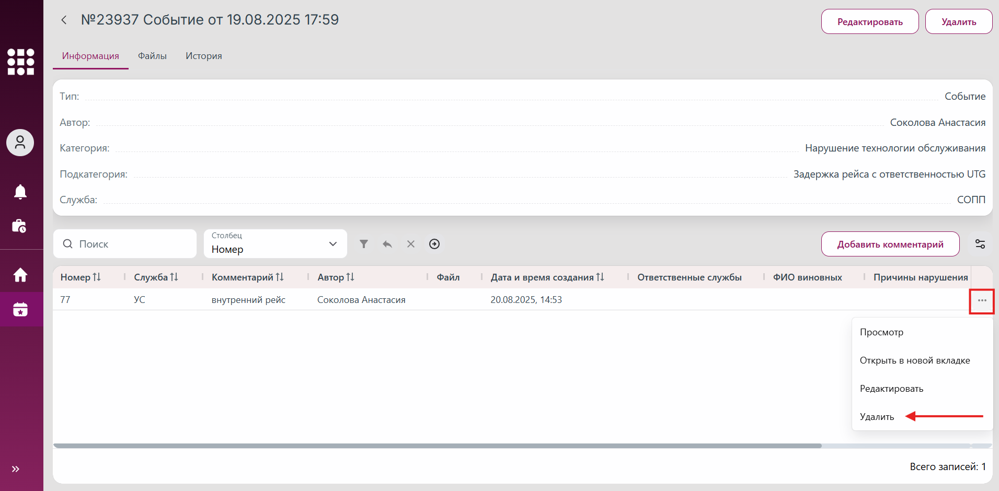 №23937 Событие от 19.08.2025 17:59
Редактировать
Удалить
Информация
Файлы
История
Тип: Событие
Автор: Соколова Анастасия
Категория: Нарушение технологии обслуживания
Подкатегория: Задержка рейса с ответственностью UTG
Служба: СОПП
Поиск
Столбец
Номер
Добавить комментарий
Номер Служба Комментарий Автор Файл Дата и время создания Ответственные службы ФИО виновных Причины нарушения
77 УС внутренний рейс Соколова Анастасия 20.08.2025, 14:53
Просмотр
Открыть в новой вкладке
Редактировать
Удалить
Всего записей: 1